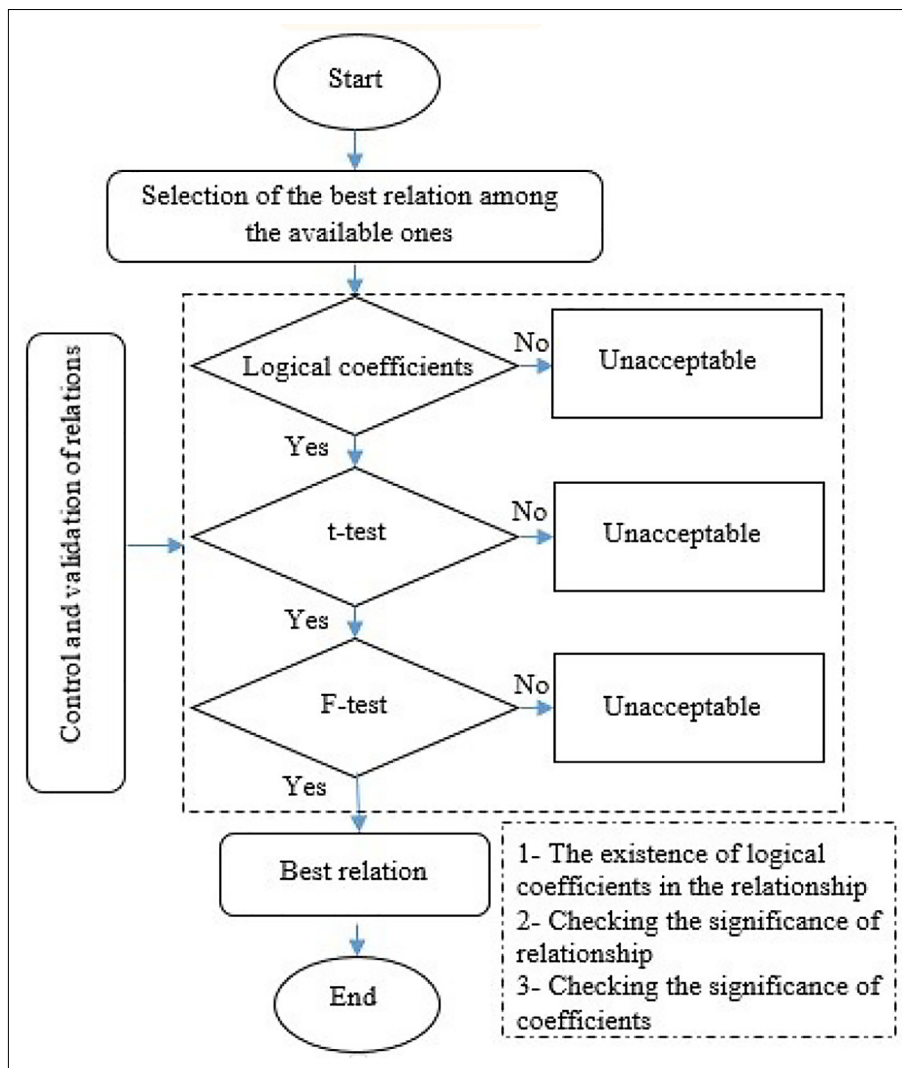 Start
Selection of the best relation among
the available ones
Control and validation of relations
Logical coefficients
No
Unacceptable
Yes
t-test
No
Unacceptable
Yes
F-test
No
Unacceptable
Yes
Best relation
End
1- The existence of logical
coefficients in the relationship
2- Checking the significance of
relationship
3- Checking the significance of
coefficients